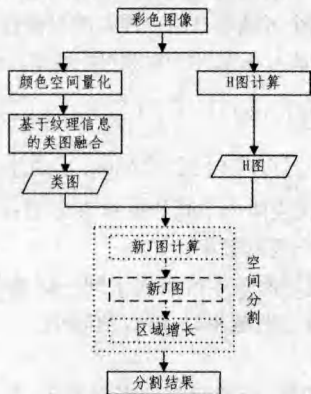 彩色图像
颜色空间量化
H图计算
基于纹理信息
的类图融合
类图
H图
新J图计算
新J图
区域增长
空间分割
分割结果